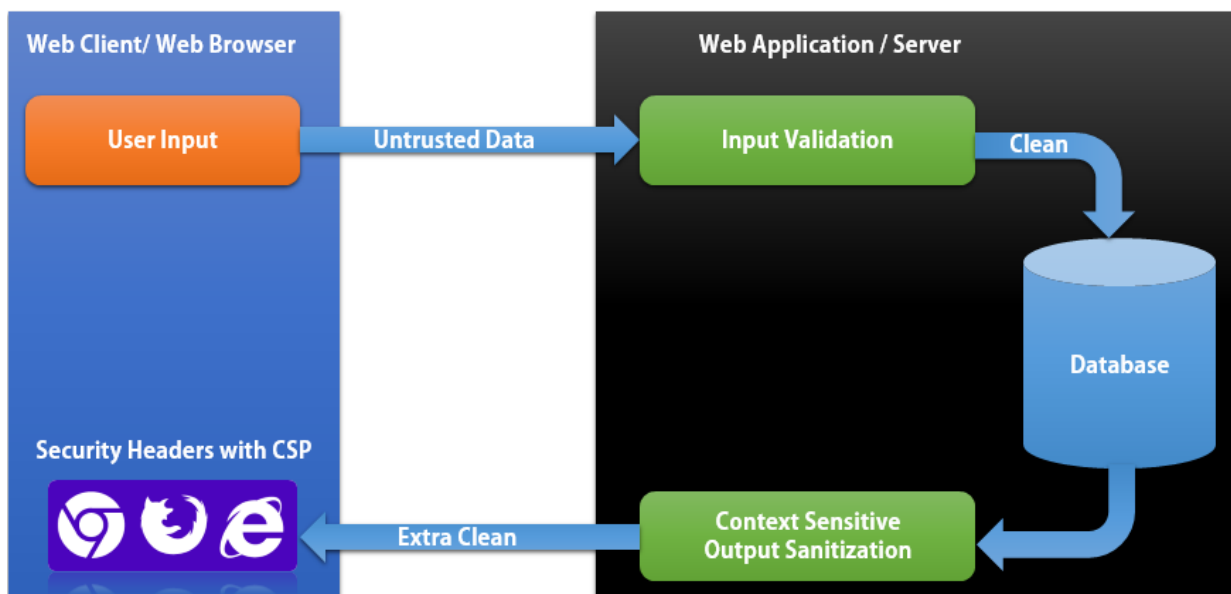 Web Client/ Web Browser
Web Application / Server
User Input
Untrusted Data
Input Validation
Clean
Database
Security Headers with CSP
Extra Clean
Context Sensitive
Output Sanitization